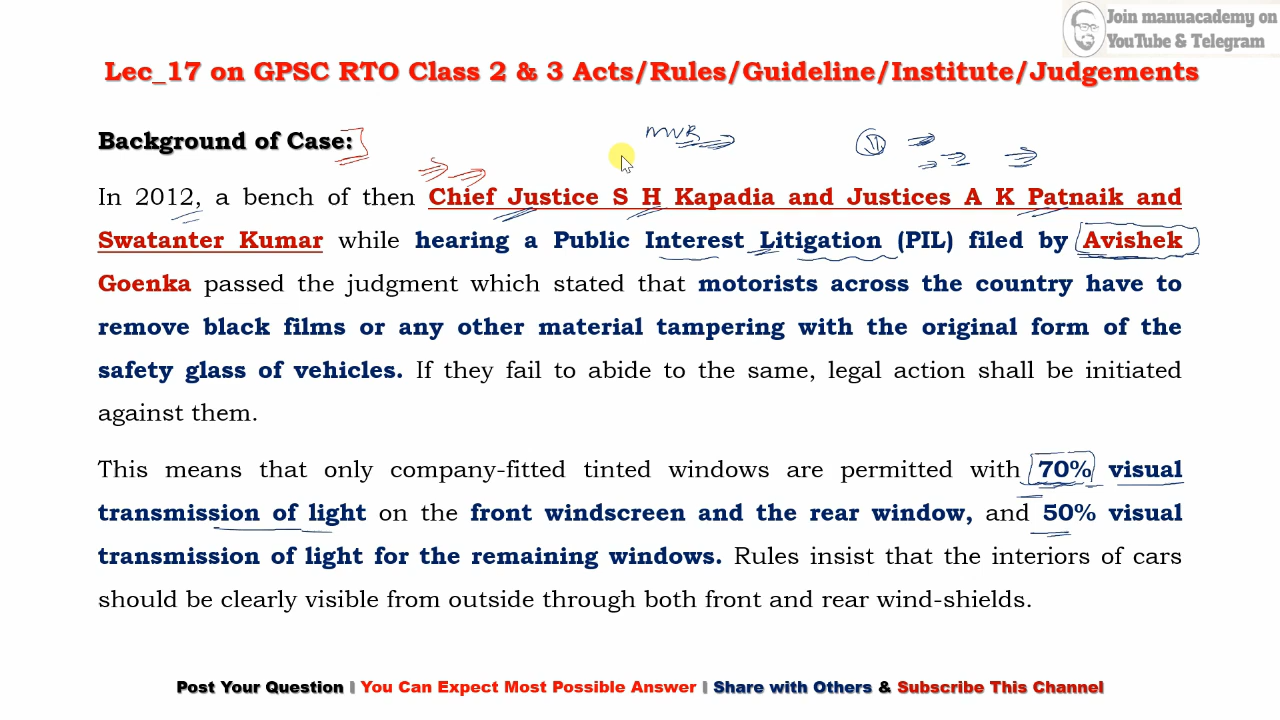 Join manuacademy on
YouTube & Telegram
Lec_17 on GPSC RTO Class 2 & 3 Acts/Rules/Guideline/Institute/Judgements
Background of Case:
MVR
In 2012, a bench of then Chief Justice S H Kapadia and Justices A K Patnaik and
Swatanter Kumar while hearing a Public Interest Litigation (PIL) filed by Avishek
Goenka passed the judgment which stated that motorists across the country have to
remove black films or any other material tampering with the original form of the
safety glass of vehicles. If they fail to abide to the same, legal action shall be initiated
against them.
This means that only company-fitted tinted windows are permitted with 70% visual
transmission of light on the front windscreen and the rear window, and 50% visual
transmission of light for the remaining windows. Rules insist that the interiors of cars
should be clearly visible from outside through both front and rear wind-shields.
Post Your Question | You Can Expect Most Possible Answer | Share with Others & Subscribe This Channel